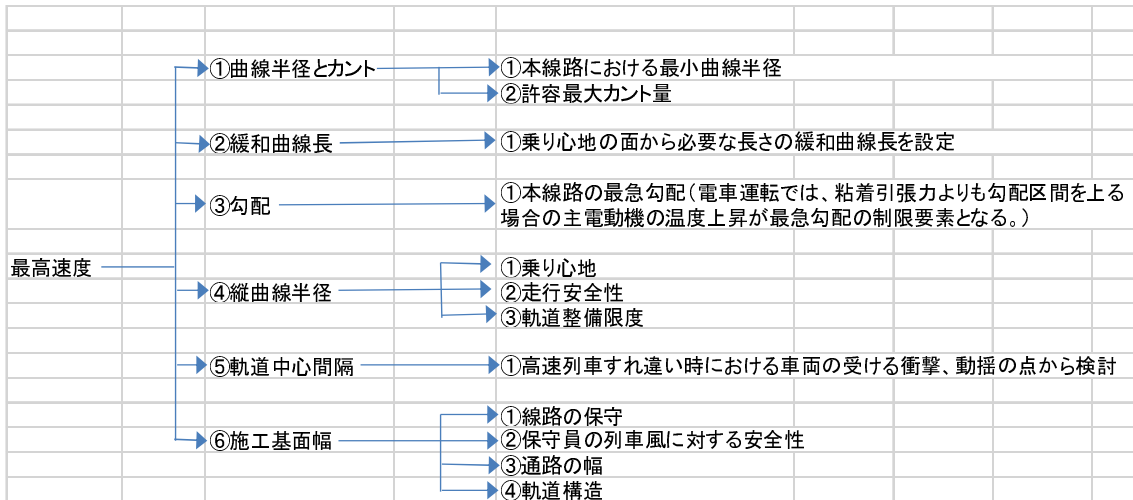 最高速度
①曲線半径とカント
①本線路における最小曲線半径
②許容最大カント量
②緩和曲線長
①乗り心地の面から必要な長さの緩和曲線長を設定
③勾配
①本線路の最急勾配(電車運転では、粘着引張力よりも勾配区間を上る
場合の主電動機の温度上昇が最急勾配の制限要素となる。)
④縦曲線半径
①乗り心地
②走行安全性
③軌道整備限度
⑤軌道中心間隔
①高速列車すれ違い時における車両の受ける衝撃、動揺の点から検討
⑥施工基面幅
①線路の保守
②保守員の列車風に対する安全性
③通路の幅
④軌道構造